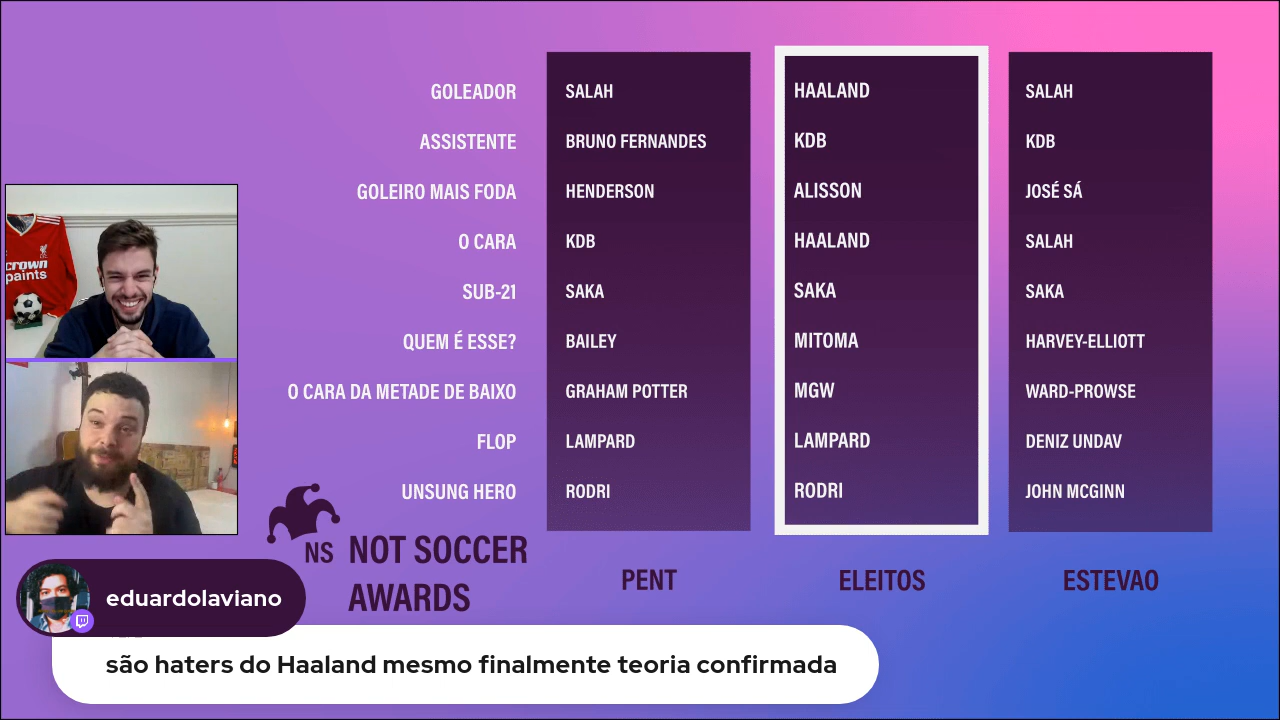 GOLEADOR SALAH HAALAND SALAH
ASSISTENTE BRUNO FERNANDES KDB KDB
GOLEIRO MAIS FODA HENDERSON ALISSON JOSÉ SÁ
O CARA KDB HAALAND SALAH
SUB-21 SAKA SAKA SAKA
QUEM É ESSE? BAILEY MITOMA HARVEY-ELLIOTT
O CARA DA METADE DE BAIXO GRAHAM POTTER MGW WARD-PROWSE
FLOP LAMPARD LAMPARD DENIZ UNDAV
UNSUNG HERO RODRI RODRI JOHN MCGINN
crown
paints
NS NOT SOCCER
AWARDS
PENT ELEITOS ESTEVAO
eduardolaviano
são haters do Haaland mesmo finalmente teoria confirmada